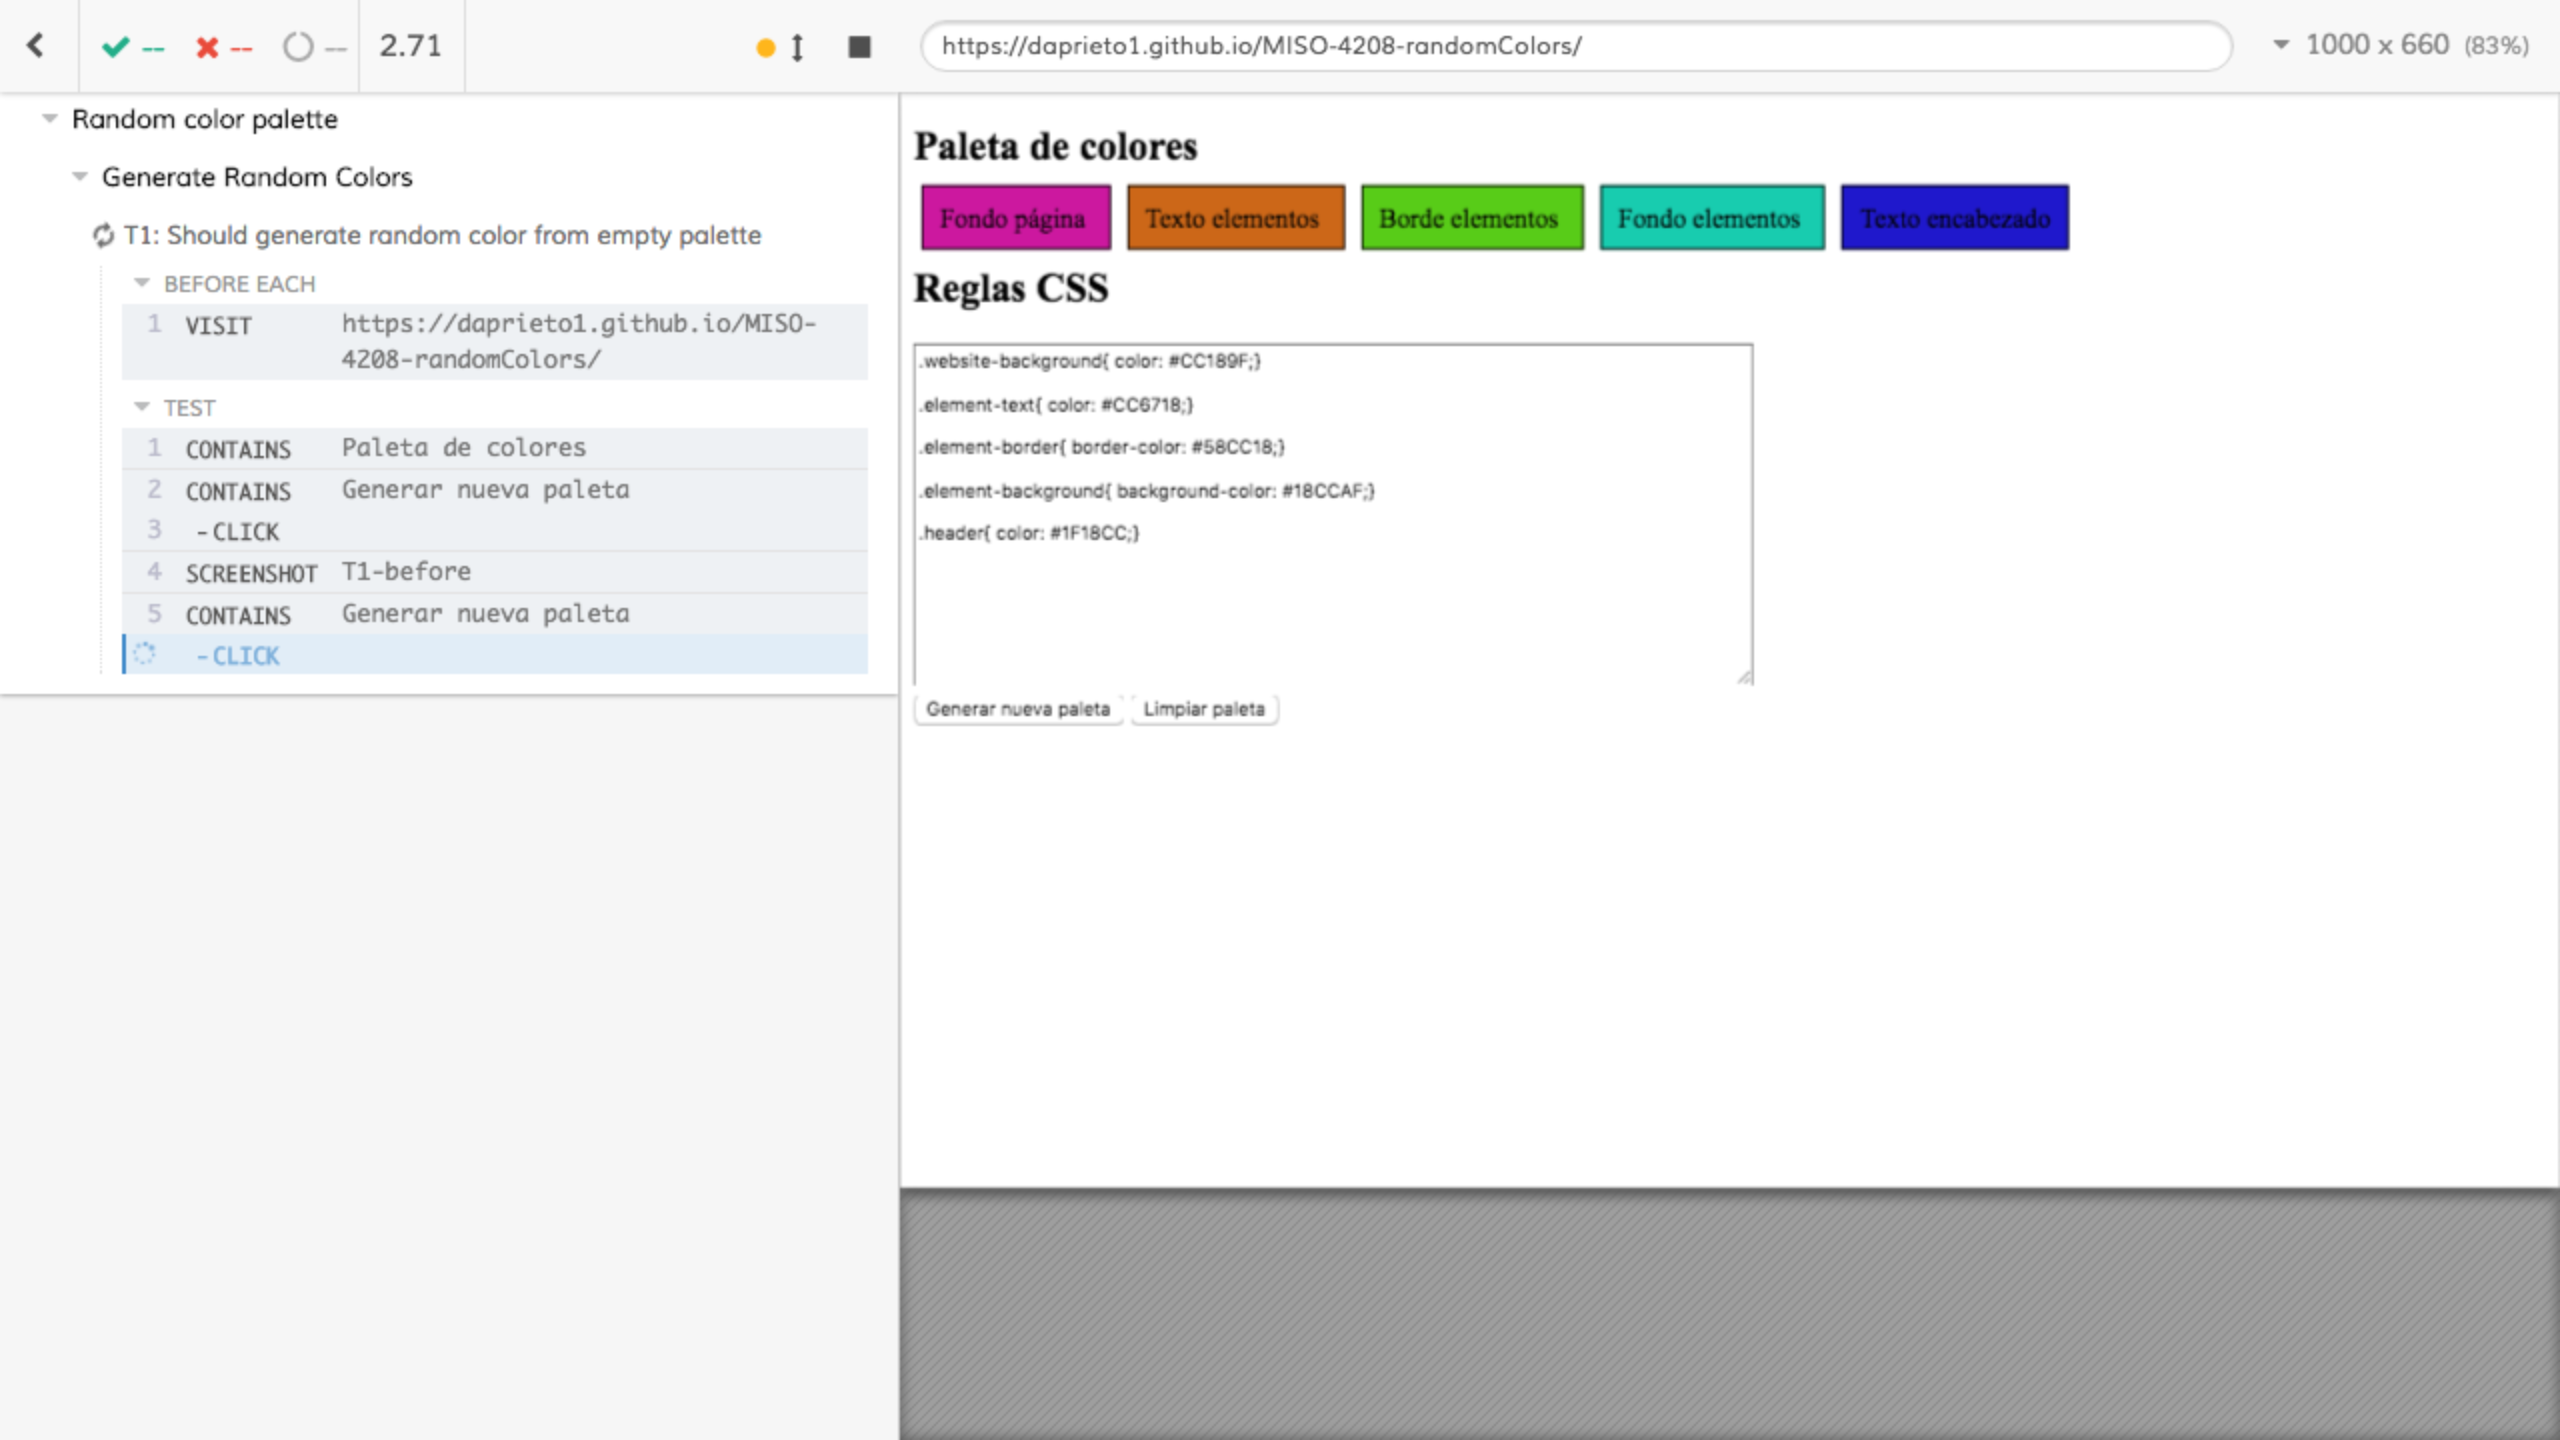 -- -- -- 2.71
https://daprieto1.github.io/MISO-4208-randomColors/
1000 x 660 (83%)
Random color palette
Generate Random Colors
T1: Should generate random color from empty palette
BEFORE EACH
1 VISIT https://daprieto1.github.io/MISO-
4208-randomColors/
TEST
1 CONTAINS Paleta de colores
2 CONTAINS Generar nueva paleta
3 -CLICK
4 SCREENSHOT T1-before
5 CONTAINS Generar nueva paleta
-CLICK
Paleta de colores
Fondo página Texto elementos Borde elementos Fondo elementos Texto encabezado
Reglas CSS
.website-background{ color: #CC189F;}
.element-text{ color: #CC6718;}
.element-border{ border-color: #58CC18;}
.element-background{ background-color: #18CCAF;}
.header{ color: #1F18CC;}
Generar nueva paleta Limpiar paleta